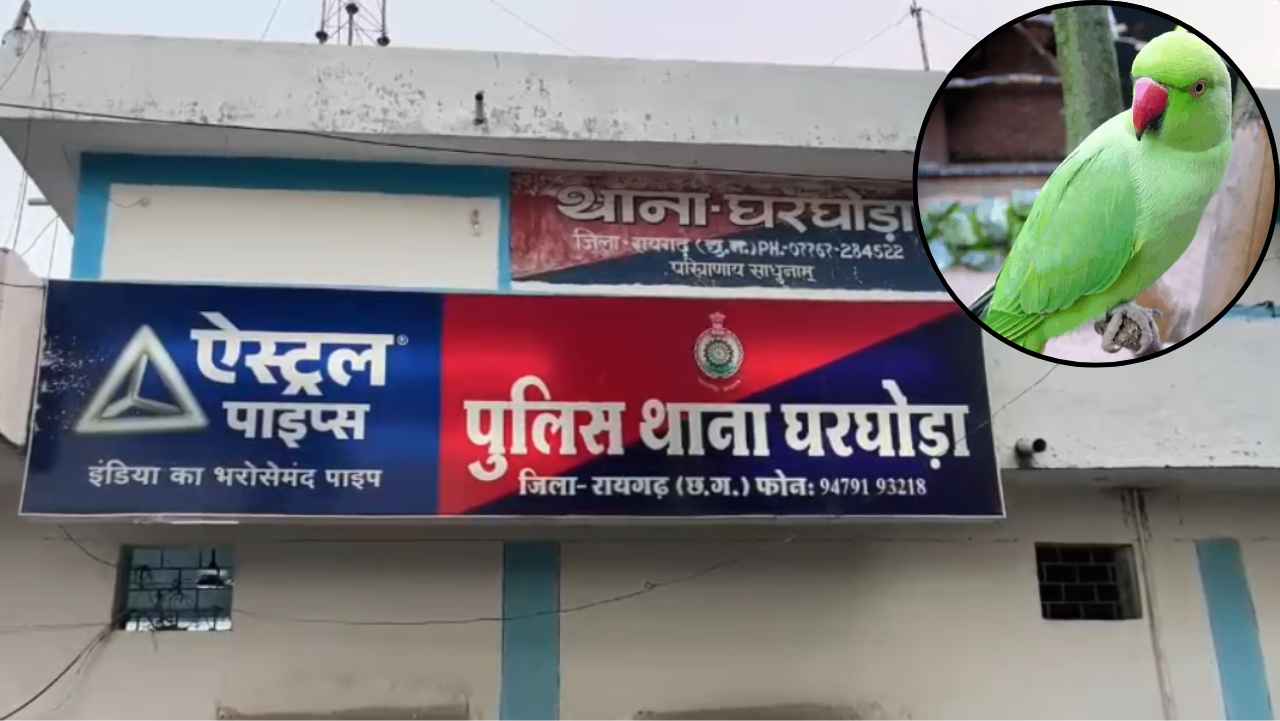 थाना-घरघोड़ा
जिला-रायगढ़ (छ.ग.) PH.-07767-284522
परित्राणाय साधुनाम्
ऐस्ट्रल®
पाइप्स
इंडिया का भरोसेमंद पाइप
पुलिस थाना घरघोड़ा
जिला- रायगढ़ (छ.ग.) फोन: 94791 93218